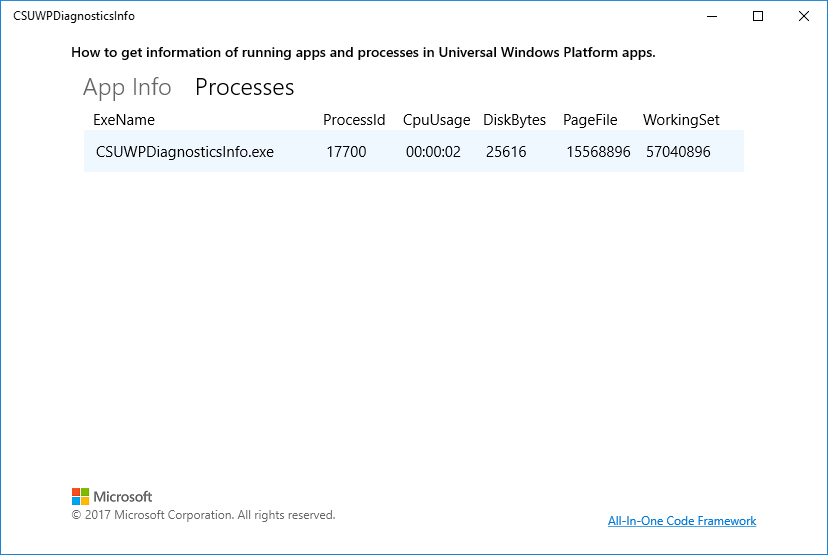 CSUWPDiagnosticsInfo
How to get information of running apps and processes in Universal Windows Platform apps.
App Info Processes
ExeName ProcessId CpuUsage DiskBytes PageFile WorkingSet
CSUWPDiagnosticsInfo.exe 17700 00:00:02 25616 15568896 57040896
Microsoft
© 2017 Microsoft Corporation. All rights reserved.
All-In-One Code Framework